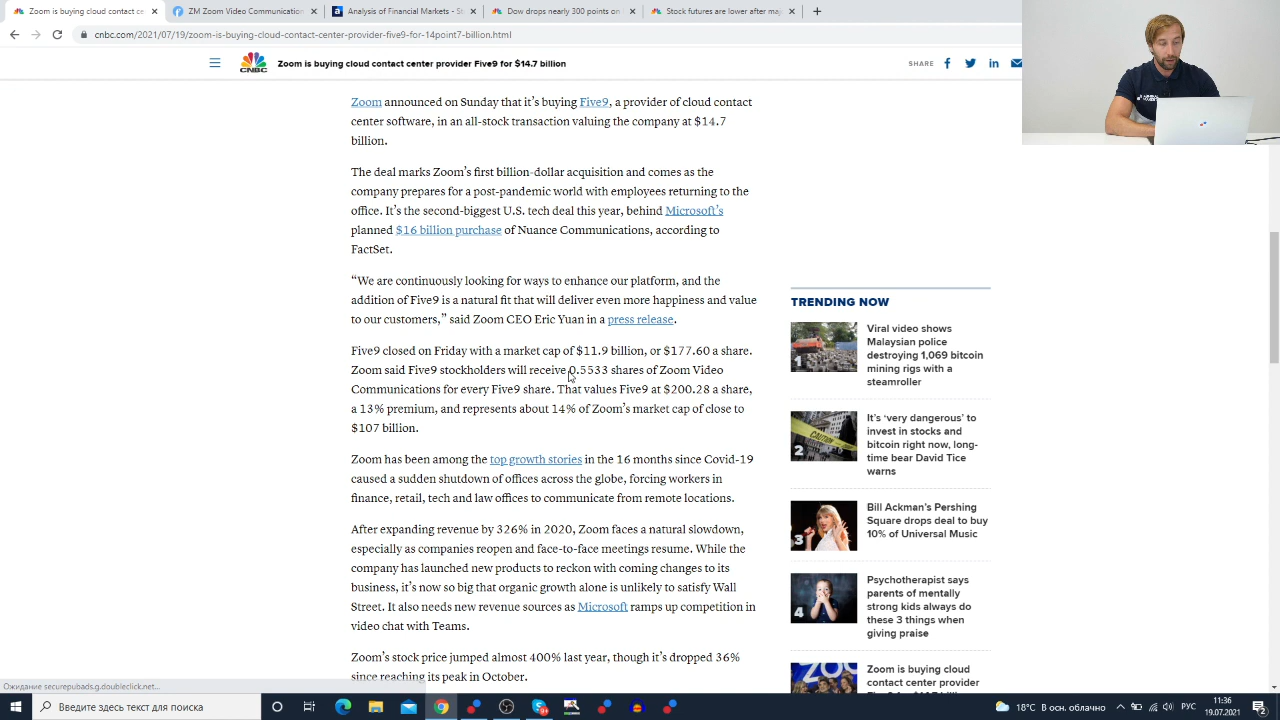 Zoom is buying cloud con
ZM Zoom Video Communic
Analysis of Financial Markets - St
Dow drops nearly 300 points on
Stock futures are flat after maj
cnbc.com/2021/07/19/zoom-is-buying-cloud-contact-center-provider-five9-for-14point7-billion.html
CNBC
Zoom is buying cloud contact center provider Five9 for $14.7 billion
SHARE
Zoom announced on Sunday that it's buying Five9, a provider of cloud contact
center software, in an all-stock transaction valuing the company at $14.7
billion.
The deal marks Zoom's first billion-dollar acquisition and comes as the
company prepares for a post-pandemic environment and employees return to the
office. It's the second-biggest U.S. tech deal this year, behind Microsoft's
planned $16 billion purchase of Nuance Communications, according to
FactSet.
“We are continuously looking for ways to enhance our platform, and the
addition of Five9 is a natural fit that will deliver even more happiness and value
to our customers,” said Zoom CEO Eric Yuan in a press release.
Five9 closed on Friday with a market cap of $11.9 billion, or $177.60 a share.
Zoom said Five9 stockholders will receive 0.5533 shares of Zoom Video
Communications for every Five9 share. That values Five9 at $200.28 a share,
a 13% premium, and represents about 14% of Zoom's market cap of close to
$107 billion.
Zoom has been among the top growth stories in the 16 months since Covid-19
caused a sudden shutdown of offices across the globe, forcing workers in
finance, retail, tech and law offices to communicate from remote locations.
After expanding revenue by 326% in 2020, Zoom faces a natural slowdown,
especially as companies reopen and face-to-face meetings resume. While the
company has launched new products to reckon with coming changes to its
business, it's now so big that organic growth alone is unlikely to satisfy Wall
Street. It also needs new revenue sources as Microsoft ramps up competition in
video chat with Teams.
Zoom's stock price jumped almost 400% last year, though it's dropped 36%
since reaching its peak in October.
TRENDING NOW
1
Viral video shows
Malaysian police
destroying 1,069 bitcoin
mining rigs with a
steamroller
CAUTION
2
It's ‘very dangerous’ to
invest in stocks and
bitcoin right now, long-
time bear David Tice
warns
3
Bill Ackman's Pershing
Square drops deal to buy
10% of Universal Music
4
Psychotherapist says
parents of mentally
strong kids always do
these 3 things when
giving praise
Zoom is buying cloud
contact center provider
Ожидание securepubads.g.doubleclick.net...
Введите здесь текст для поиска
РУС
11:36
19.07.2021